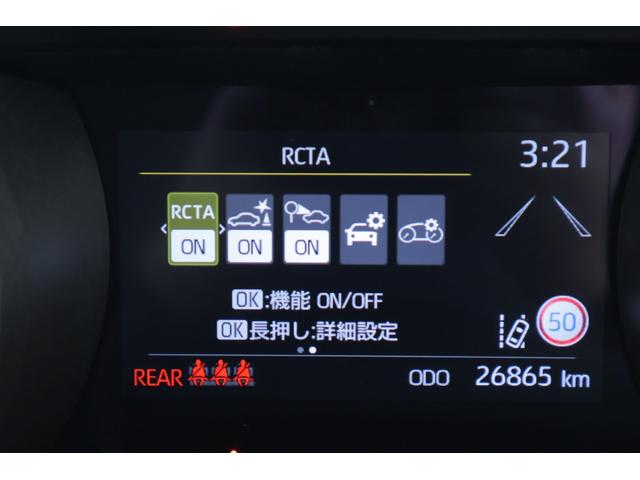 RCTA
3:21
RCTA
ON
ON
ON
OK:機能 ON/OFF
OK長押し:詳細設定
50
REAR
ODO 26865 km